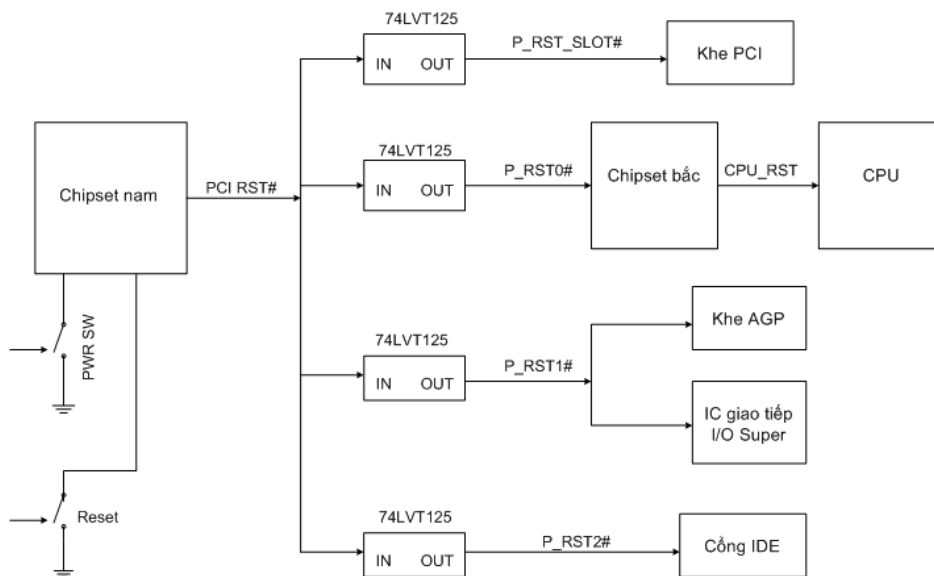 74LVT125
IN OUT
P_RST_SLOT#
Khe PCI
Chipset nam
PCI RST#
74LVT125
IN OUT
P_RST0#
Chipset bắc
CPU_RST
CPU
PWR SW
74LVT125
IN OUT
P_RST1#
Khe AGP
IC giao tiếp
I/O Super
Reset
74LVT125
IN OUT
P_RST2#
Cổng IDE